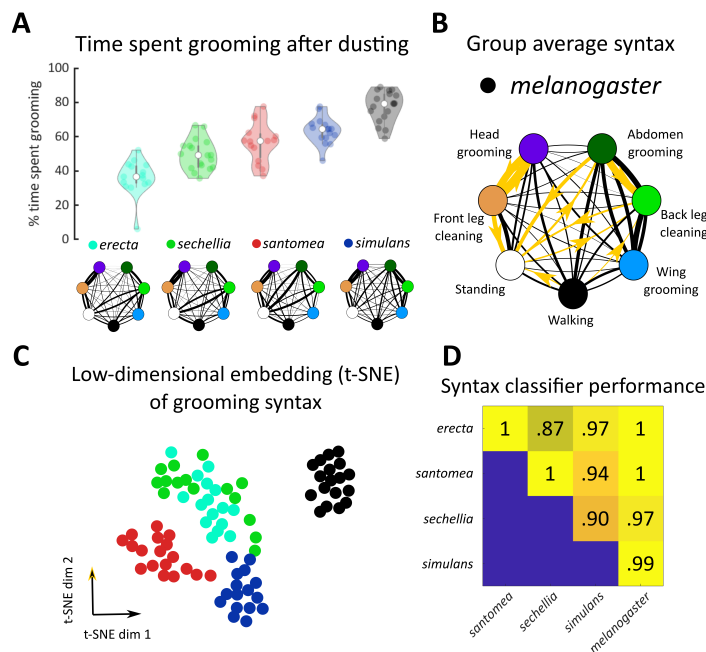 A
Time spent grooming after dusting
% time spent grooming
100
80
60
40
20
0
erecta
sechellia
santomea
simulans
B
Group average syntax
melanogaster
Head
grooming
Abdomen
grooming
Front leg
cleaning
Back leg
cleaning
Standing
Wing
grooming
Walking
C
Low-dimensional embedding (t-SNE)
of grooming syntax
t-SNE dim 2
t-SNE dim 1
D
Syntax classifier performance
erecta
1
.87
.97
1
santomea
1
.94
1
sechellia
.90
.97
simulans
.99
santomea
sechellia
simulans
melanogaster